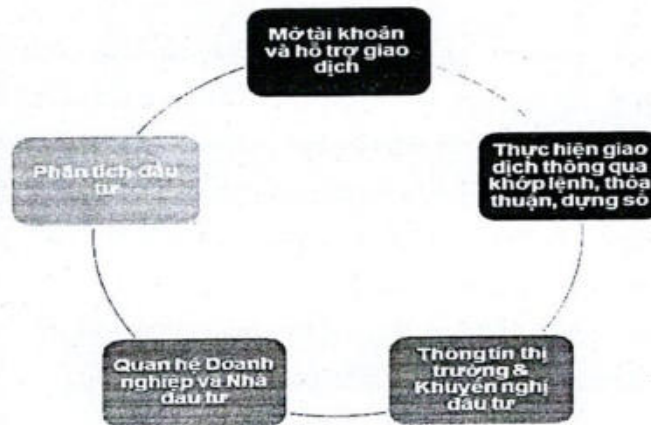 Mở tài khoản
và hỗ trợ giao
dịch
Thực hiện giao
dịch thông qua
khớp lệnh, thỏa
thuận, dựng sổ
Thông tin thị
trường &
Khuyến nghị
đầu tư
Quan hệ Doanh
nghiệp và Nhà
đầu tư
Phân tích đầu
tư